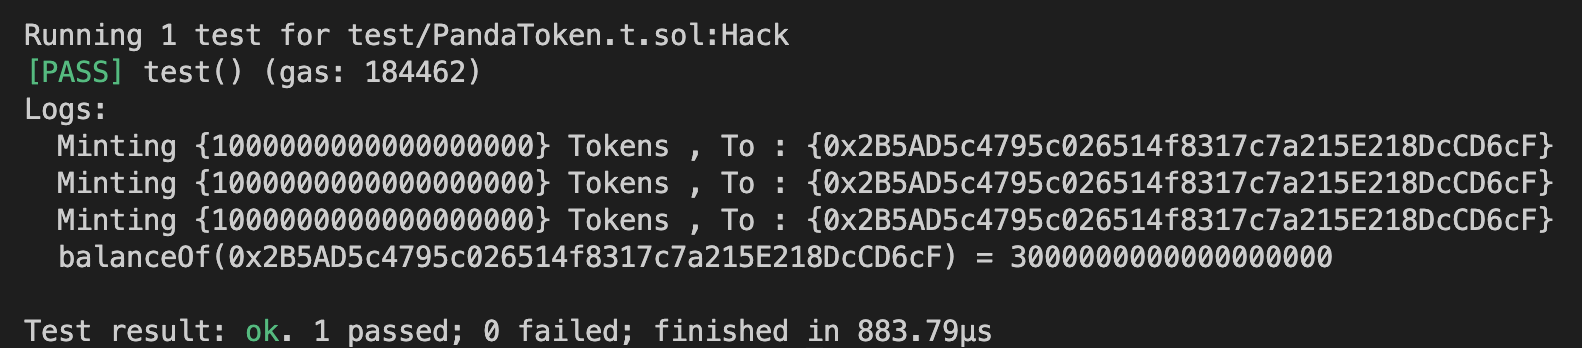 Running 1 test for test/PandaToken.t.sol:Hack
[PASS] test() (gas: 184462)
Logs:
Minting {1000000000000000000} Tokens , To : {0x2B5AD5c4795c026514f8317c7a215E218DcCD6cF}
Minting {1000000000000000000} Tokens , To : {0x2B5AD5c4795c026514f8317c7a215E218DcCD6cF}
Minting {1000000000000000000} Tokens , To : {0x2B5AD5c4795c026514f8317c7a215E218DcCD6cF}
balanceOf(0x2B5AD5c4795c026514f8317c7a215E218DcCD6cF) = 3000000000000000000
Test result: ok. 1 passed; 0 failed; finished in 883.79µs